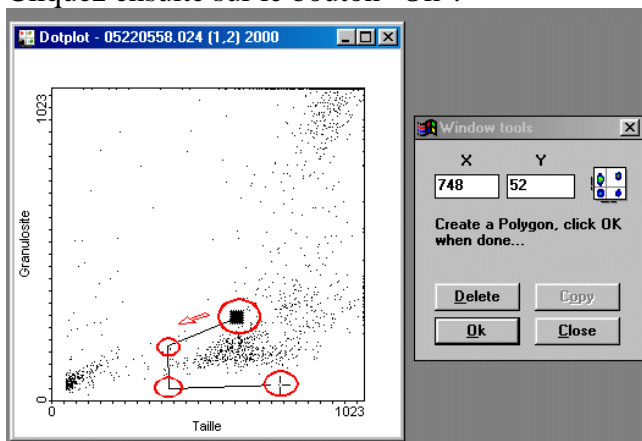 Cliquez ensuite sur le bouton "Ok".
Dotplot - 05220558.024 (1,2) 2000
1023
Granulosite
0
0
Taille
1023
Window tools
X Y
748 52
Create a Polygon, click OK
when done...
Delete Copy
Ok Close